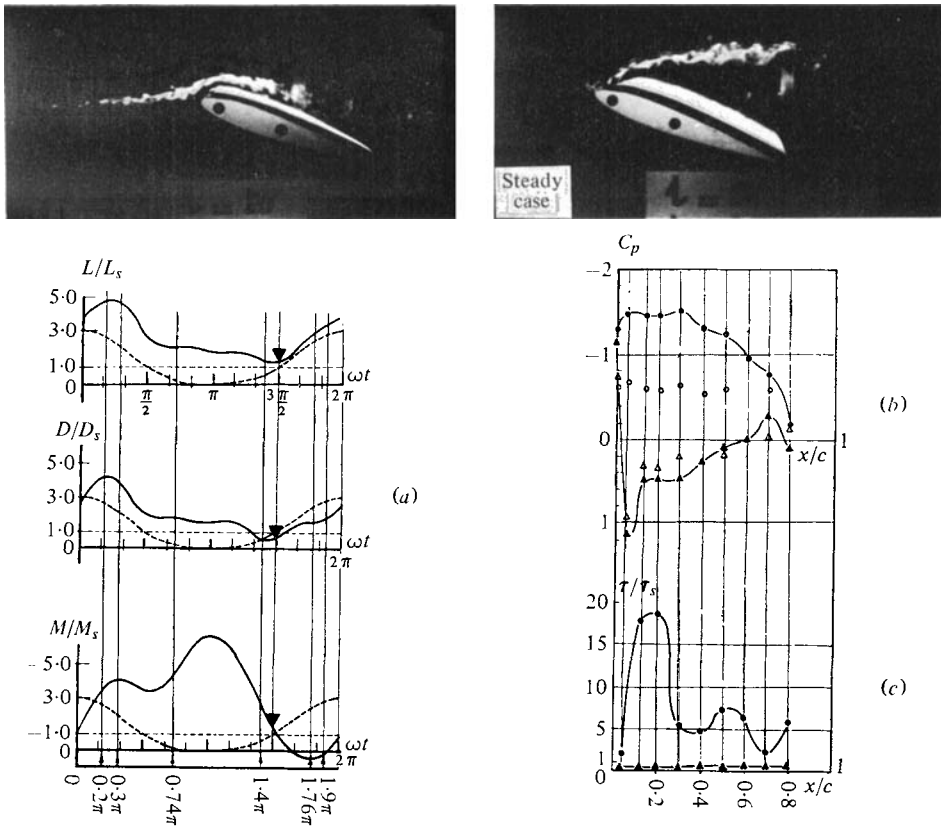 Steady
case
L/L_s
5·0
3·0
1·0
0
π/2
π
3 π/2
ωt
2π
D/D_s
5·0
3·0
1·0
0
ωt
2π
(a)
M/M_s
– 5·0
3·0
–1·0
0
ωt
2π
0
0·2π
0·3π
0·74π
1·4π
1·76π
1·9π
2π
C_p
–2
–1
0
1
x/c
1
(b)
τ/τ_s
20
15
10
5
1
0
0·2
0·4
0·6
0·8
1
x/c
(c)